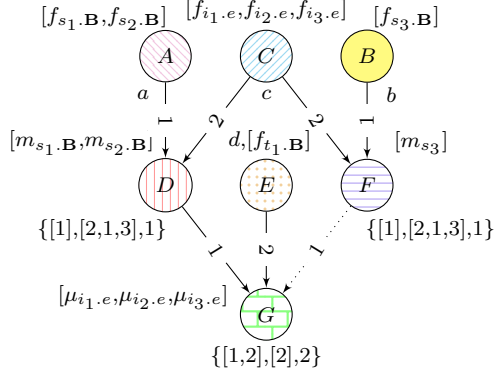 [f_{s_1.𝐁},f_{s_2.𝐁}] [f_{i_1.e},f_{i_2.e},f_{i_3.e}] [f_{s_3.𝐁}]
A C B
a c b
1 2 2 1
[m_{s_1.𝐁},m_{s_2.𝐁}] d,[f_{t_1.𝐁}] [m_{s_3}]
D E F
{[1],[2,1,3],1} {[1],[2,1,3],1}
1 2 1
[μ_{i_1.e},μ_{i_2.e},μ_{i_3.e}]
G
{[1,2],[2],2}